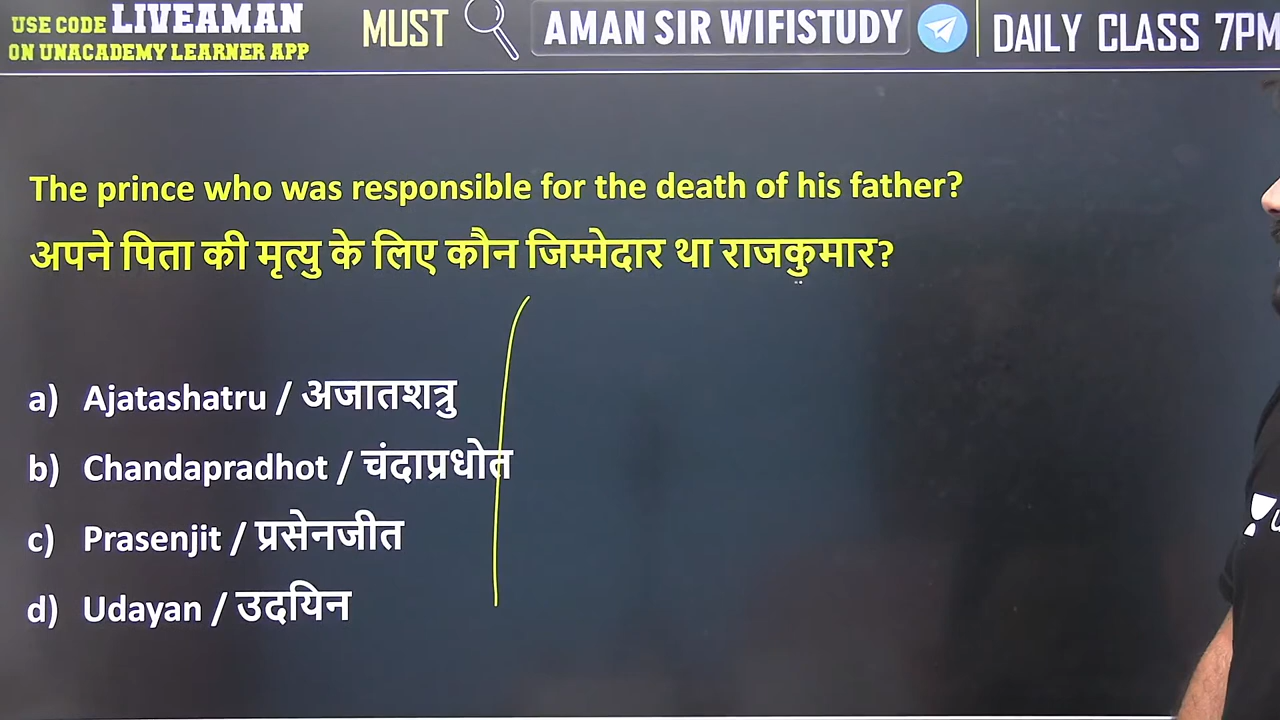 USE CODE LIVEAMAN
ON UNACADEMY LEARNER APP
MUST
AMAN SIR WIFISTUDY
DAILY CLASS 7PM
The prince who was responsible for the death of his father?
अपने पिता की मृत्यु के लिए कौन जिम्मेदार था राजकुमार?
a) Ajatashatru / अजातशत्रु
b) Chandapradhot / चंदाप्रधोत
c) Prasenjit / प्रसेनजीत
d) Udayan / उदयिन